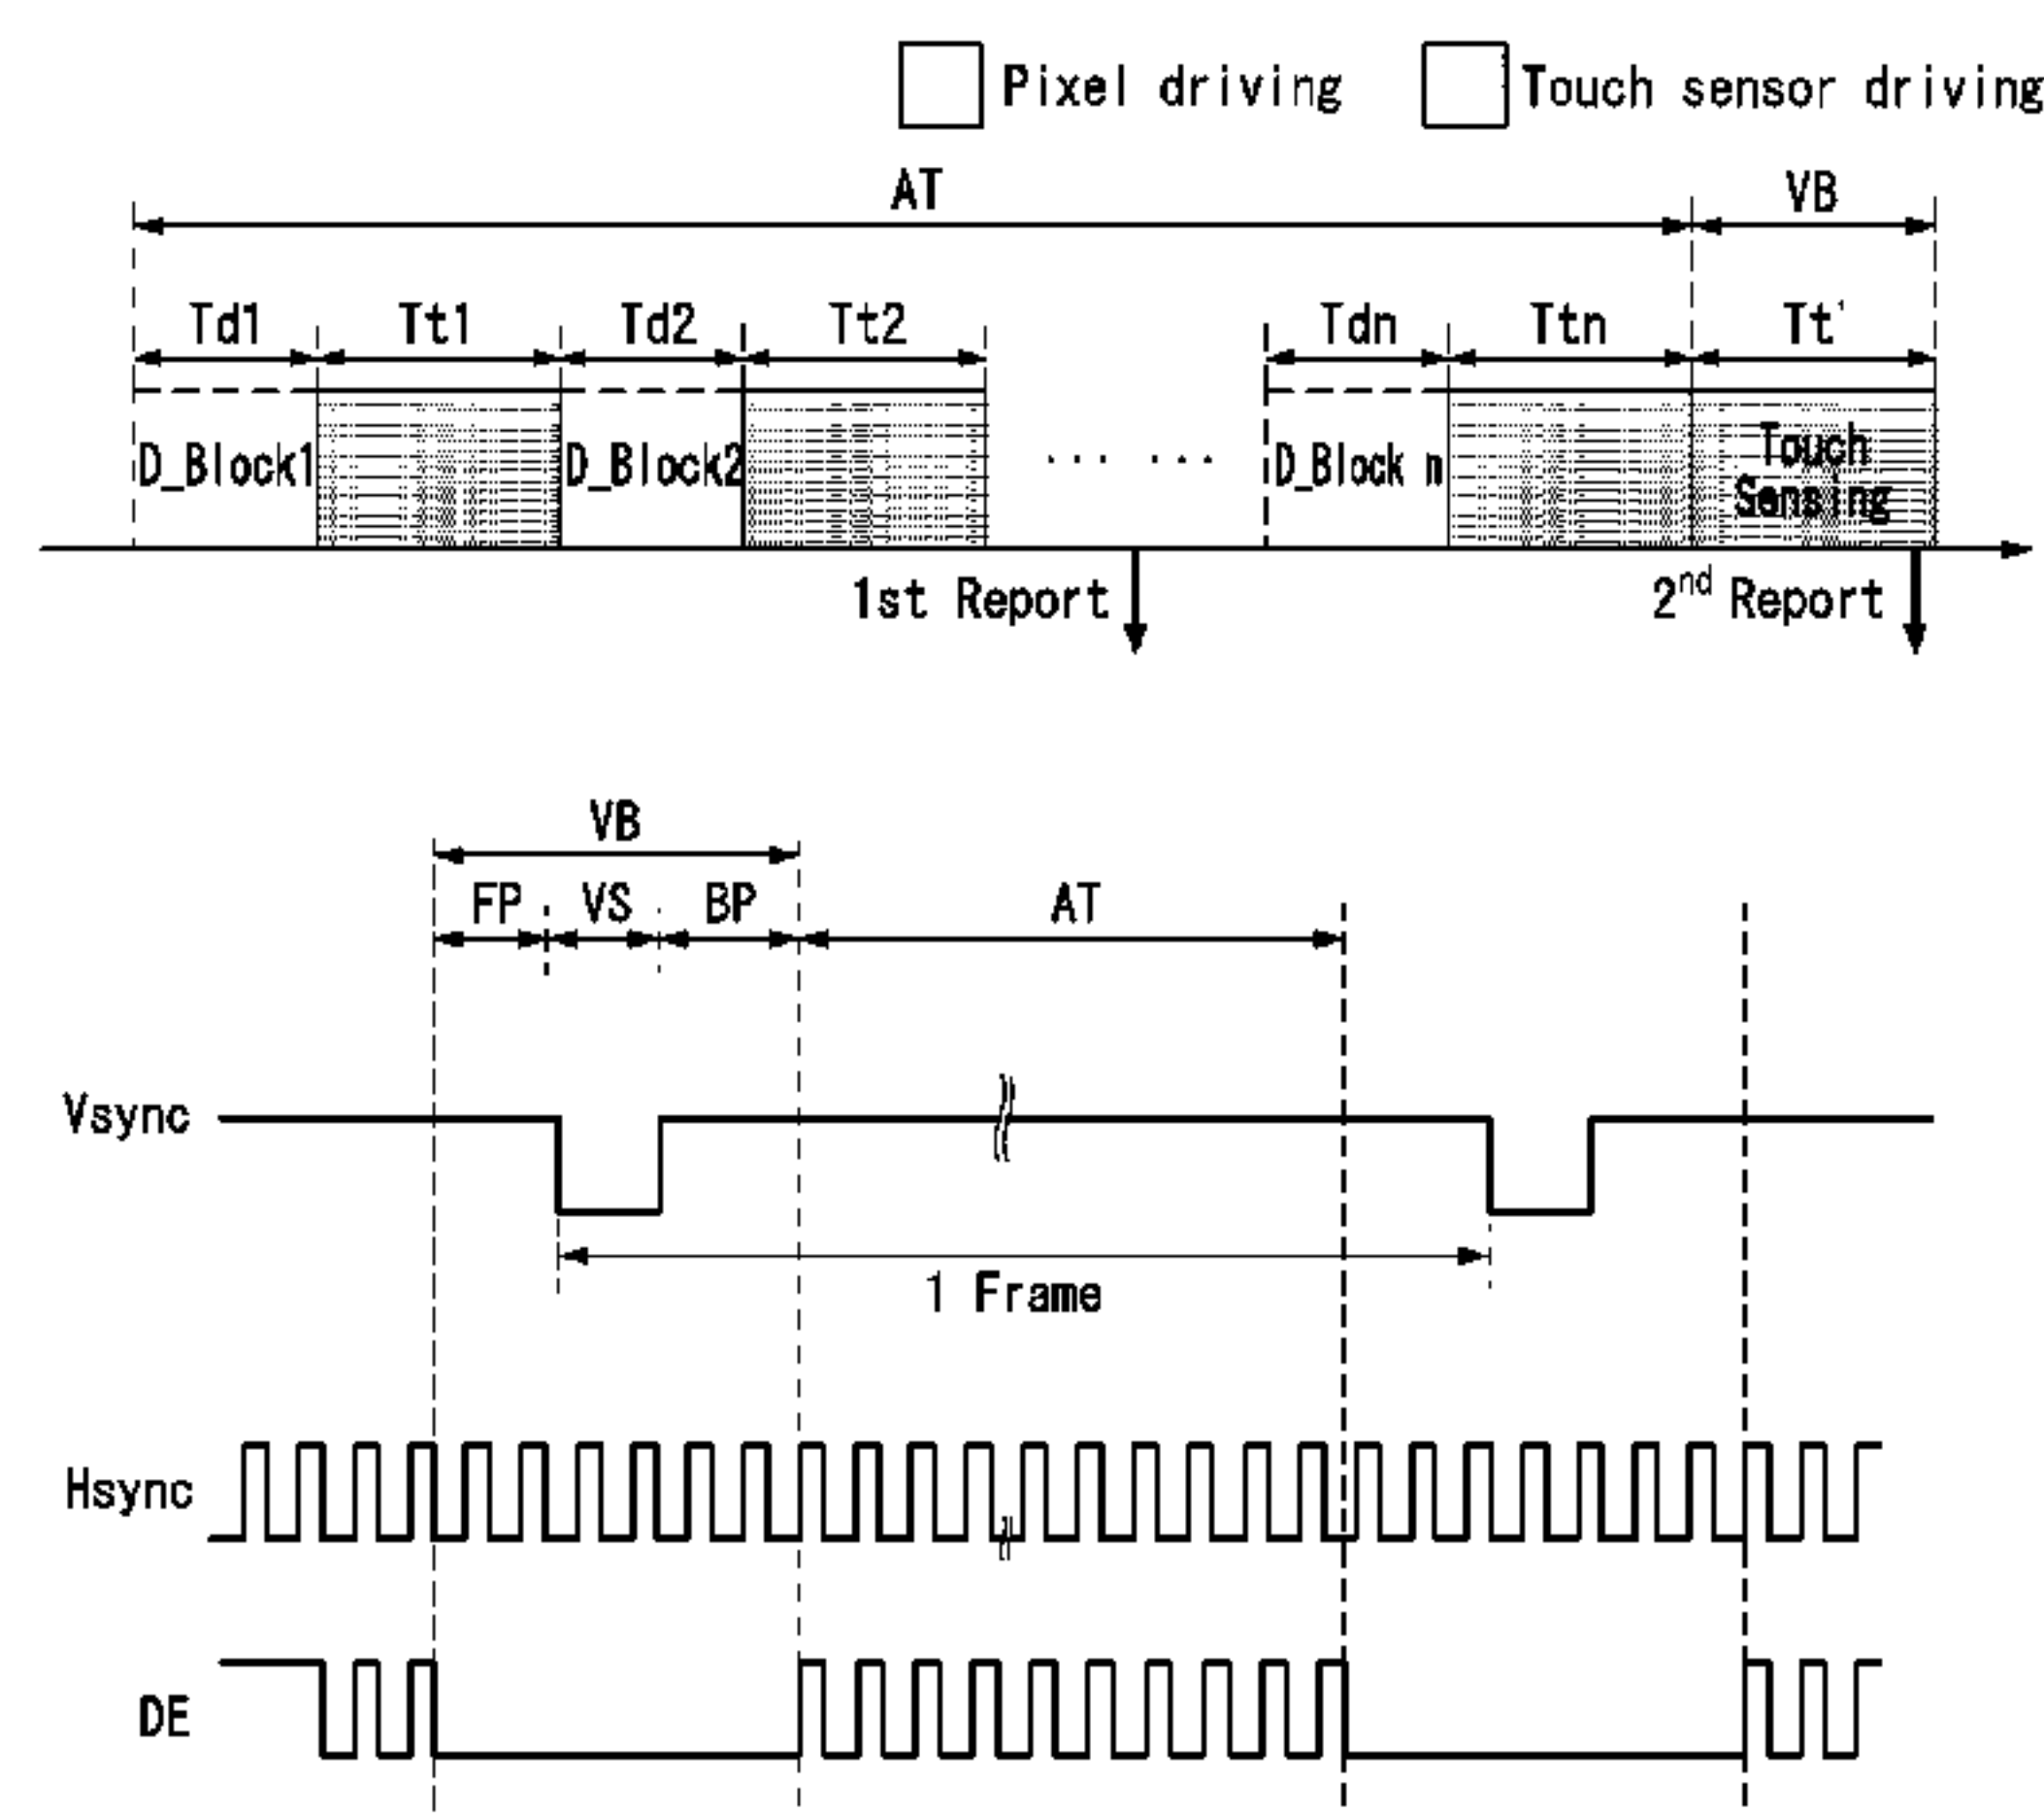 Pixel driving Touch sensor driving
AT VB
Td1 Tt1 Td2 Tt2 Tdn Ttn Tt'
D_Block1 D_Block2 ... ... D_Block n Touch
Sensing
1st Report 2nd Report
VB
FP VS BP AT
Vsync
1 Frame
Hsync
DE